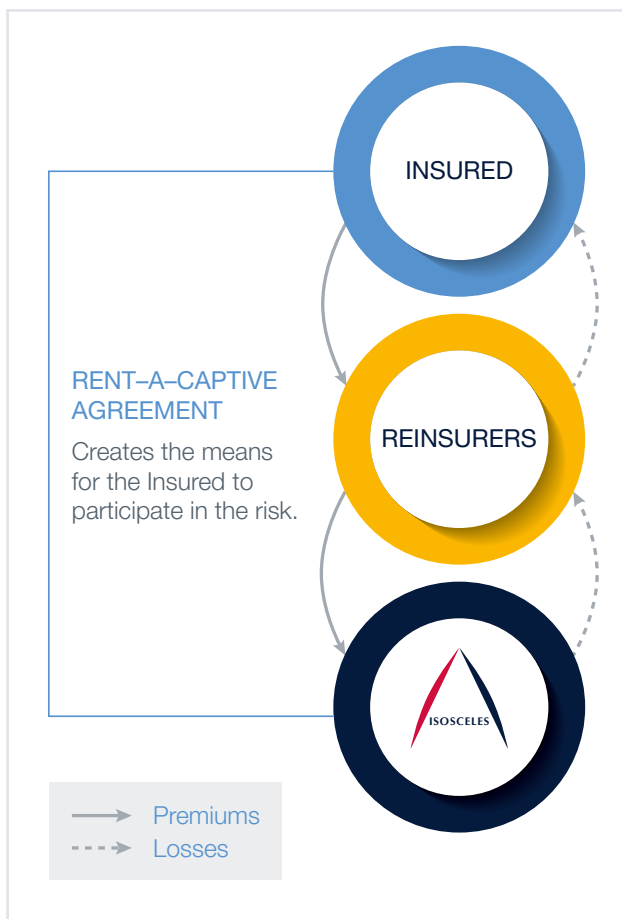 INSURED
RENT–A–CAPTIVE
AGREEMENT
Creates the means
for the Insured to
participate in the risk.
REINSURERS
ISOSCELES
Premiums
Losses